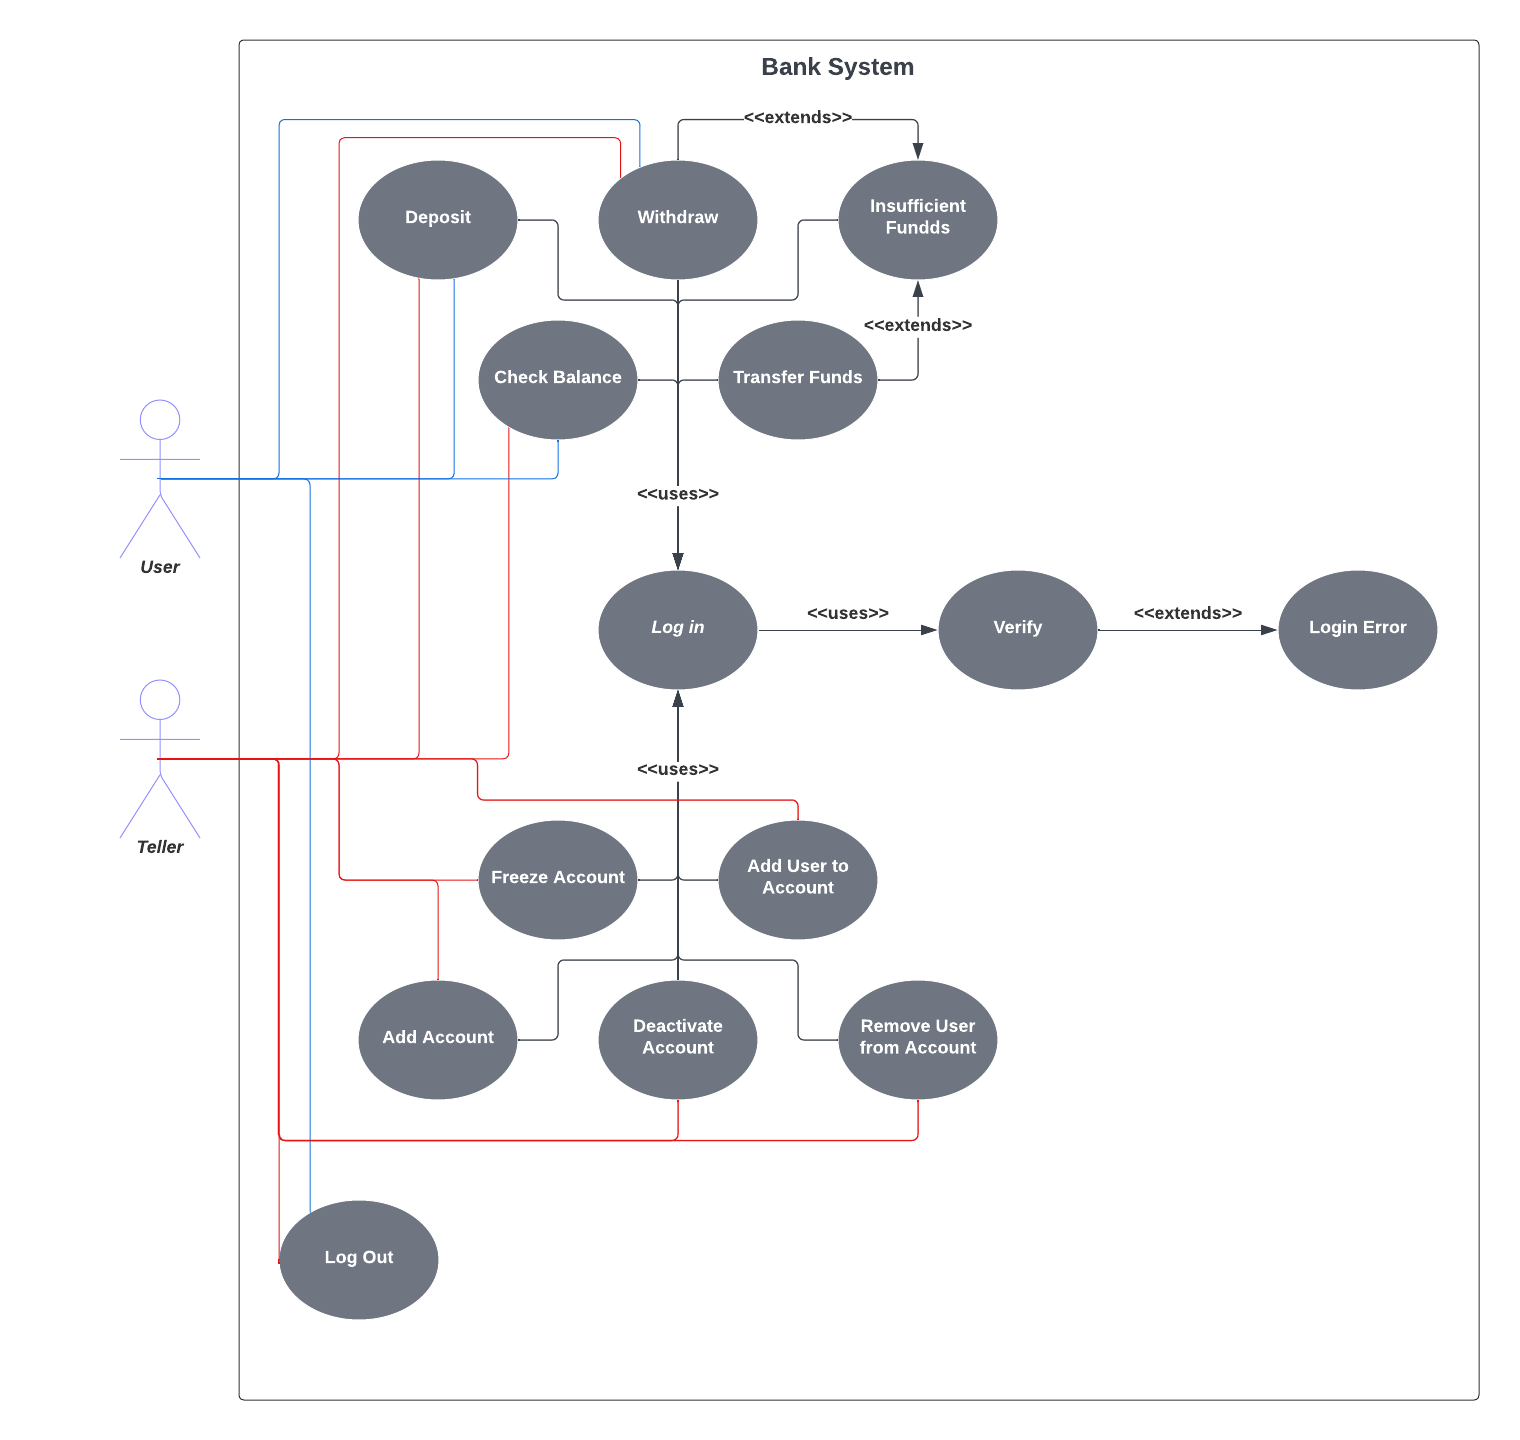 Bank System
<<extends>>
Deposit
Withdraw
Insufficient
Fundds
<<extends>>
Check Balance
Transfer Funds
<<uses>>
User
Log in
<<uses>>
Verify
<<extends>>
Login Error
<<uses>>
Teller
Freeze Account
Add User to
Account
Add Account
Deactivate
Account
Remove User
from Account
Log Out